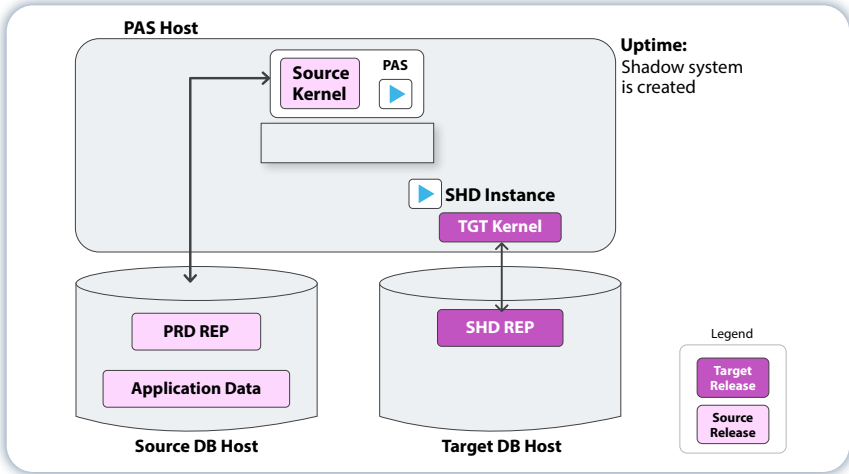 PAS Host
Uptime:
Shadow system
is created
Source
Kernel
PAS
SHD Instance
TGT Kernel
PRD REP
Application Data
SHD REP
Source DB Host
Target DB Host
Legend
Target
Release
Source
Release